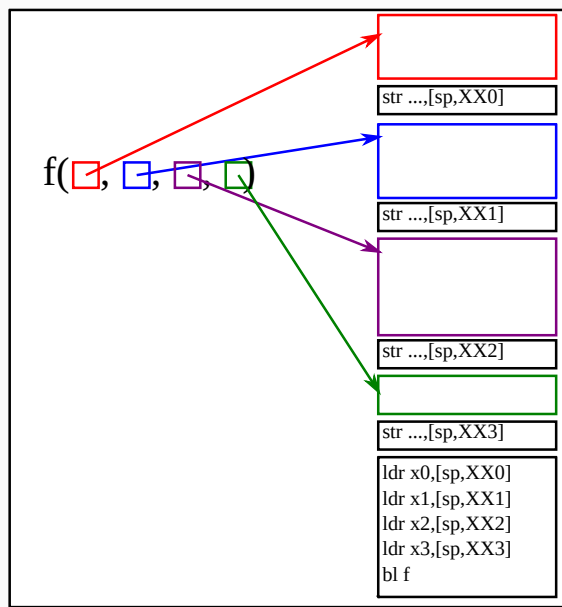 f(□, □, □, □)
str ...,[sp,XX0]
str ...,[sp,XX1]
str ...,[sp,XX2]
str ...,[sp,XX3]
ldr x0,[sp,XX0]
ldr x1,[sp,XX1]
ldr x2,[sp,XX2]
ldr x3,[sp,XX3]
bl f